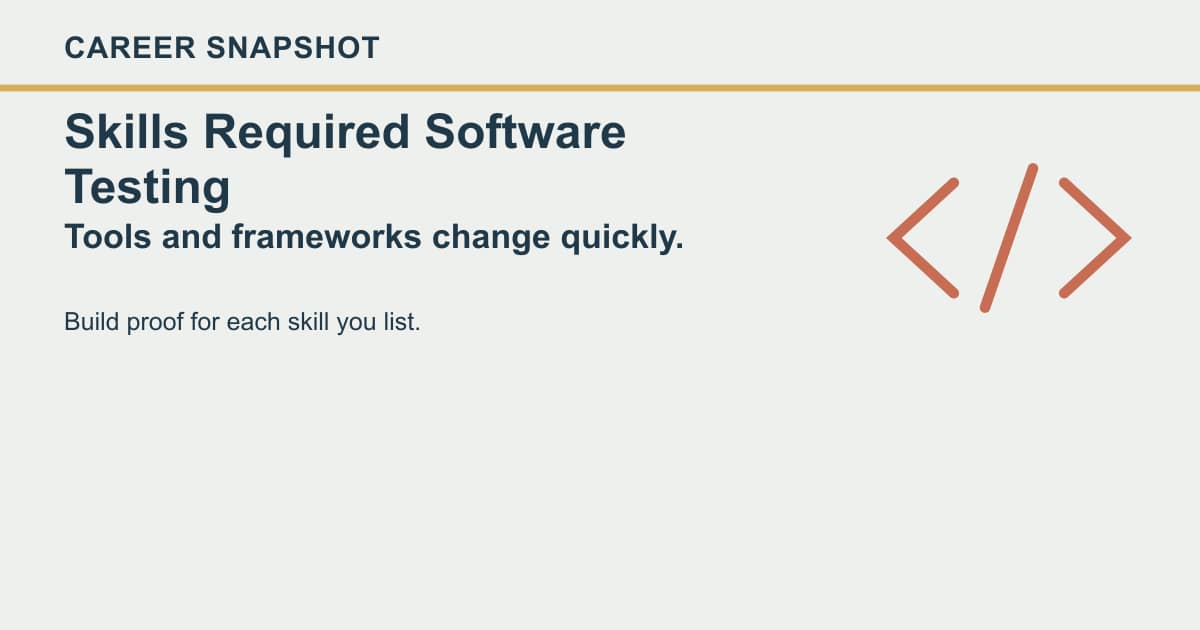 CAREER SNAPSHOT
Skills Required Software
Testing
Tools and frameworks change quickly.
Build proof for each skill you list.